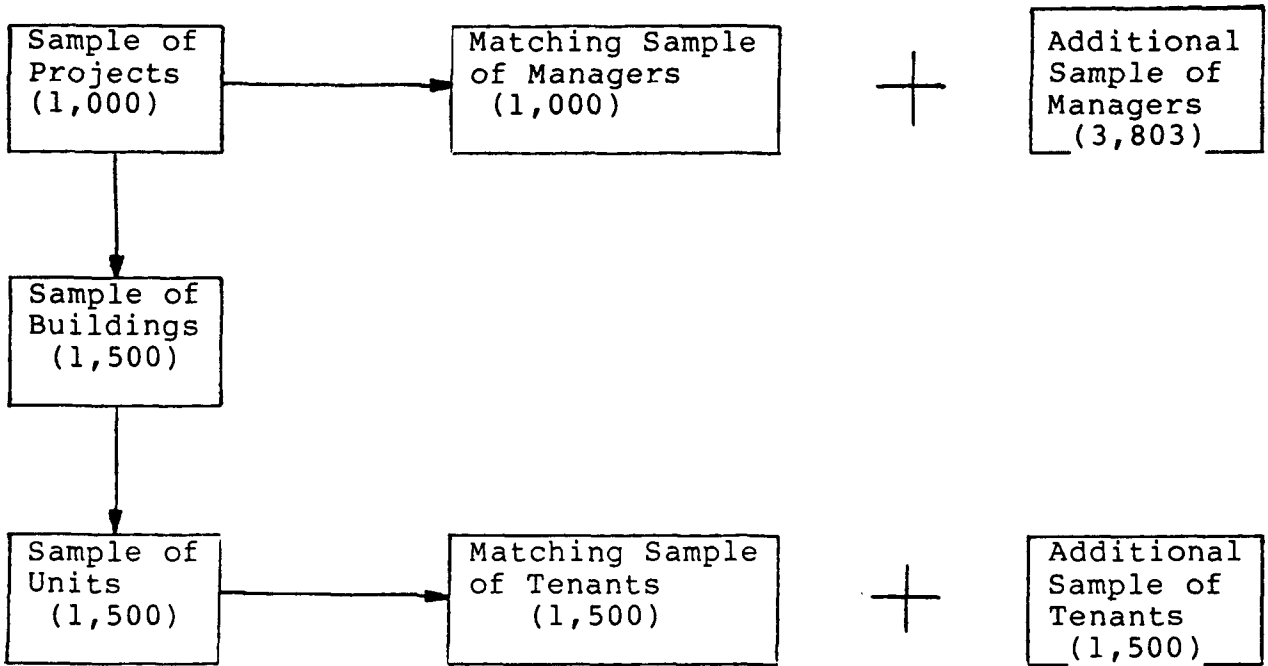 Sample of
Projects
(1,000)
Matching Sample
of Managers
(1,000)
+
Additional
Sample of
Managers
(3,803)
Sample of
Buildings
(1,500)
Sample of
Units
(1,500)
Matching Sample
of Tenants
(1,500)
+
Additional
Sample of
Tenants
(1,500)